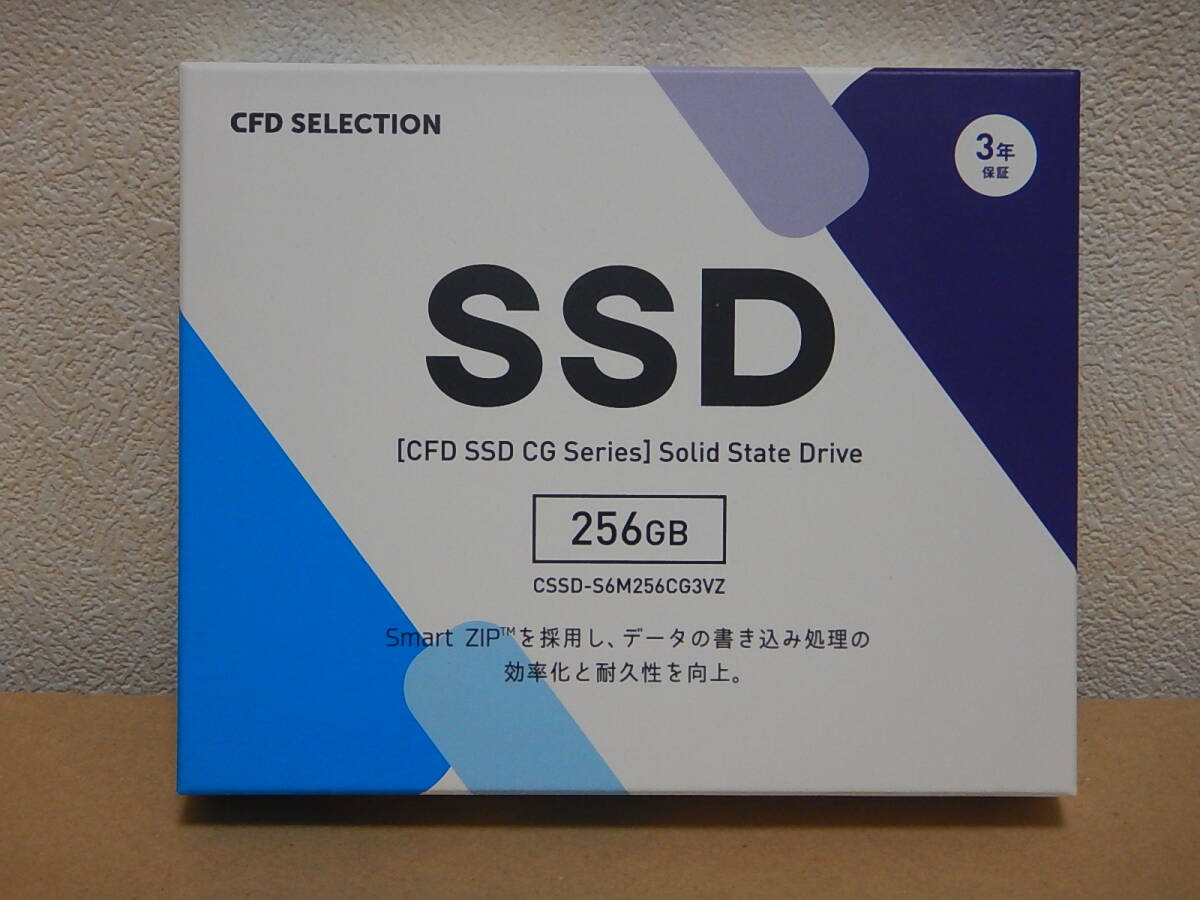 CFD SELECTION
3年
保証
SSD
[CFD SSD CG Series] Solid State Drive
256GB
CSSD-S6M256CG3VZ
Smart ZIP™を採用し、データの書き込み処理の
効率化と耐久性を向上。